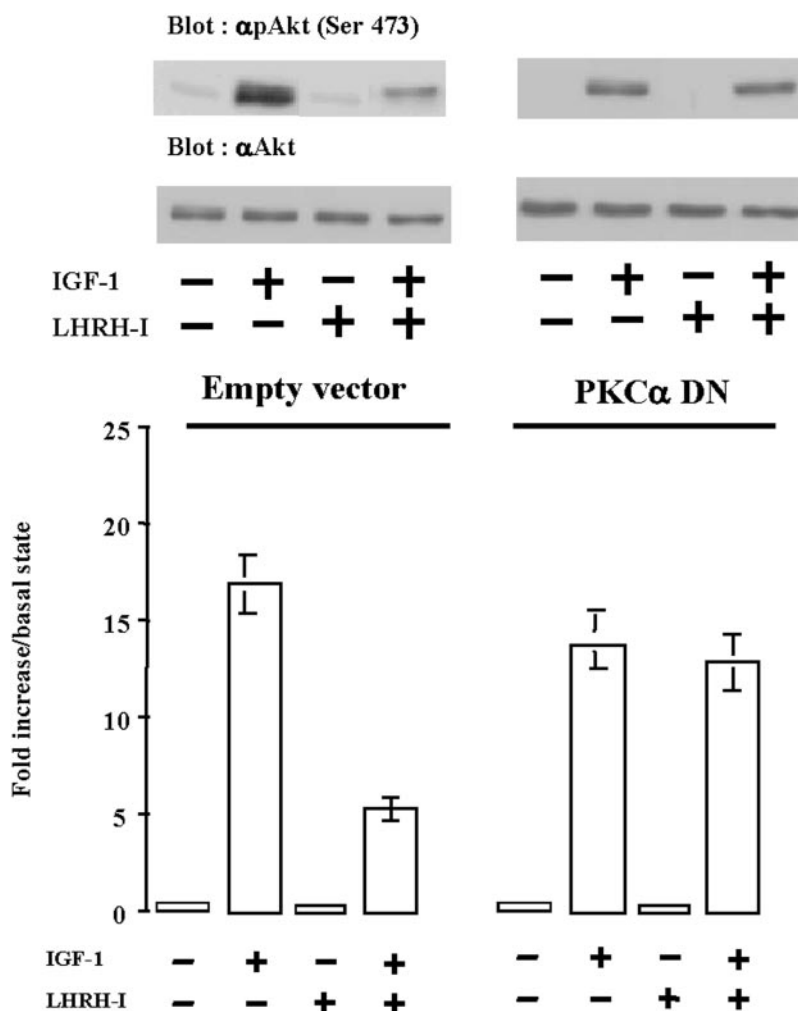 Blot : αpAkt (Ser 473)
Blot : αAkt
IGF-1 − + − + − + − +
LHRH-I − − + + − − + +
Empty vector PKCα DN
25
20
15
10
5
0
Fold increase/basal state
IGF-1 − + − + − + − +
LHRH-I − − + + − − + +